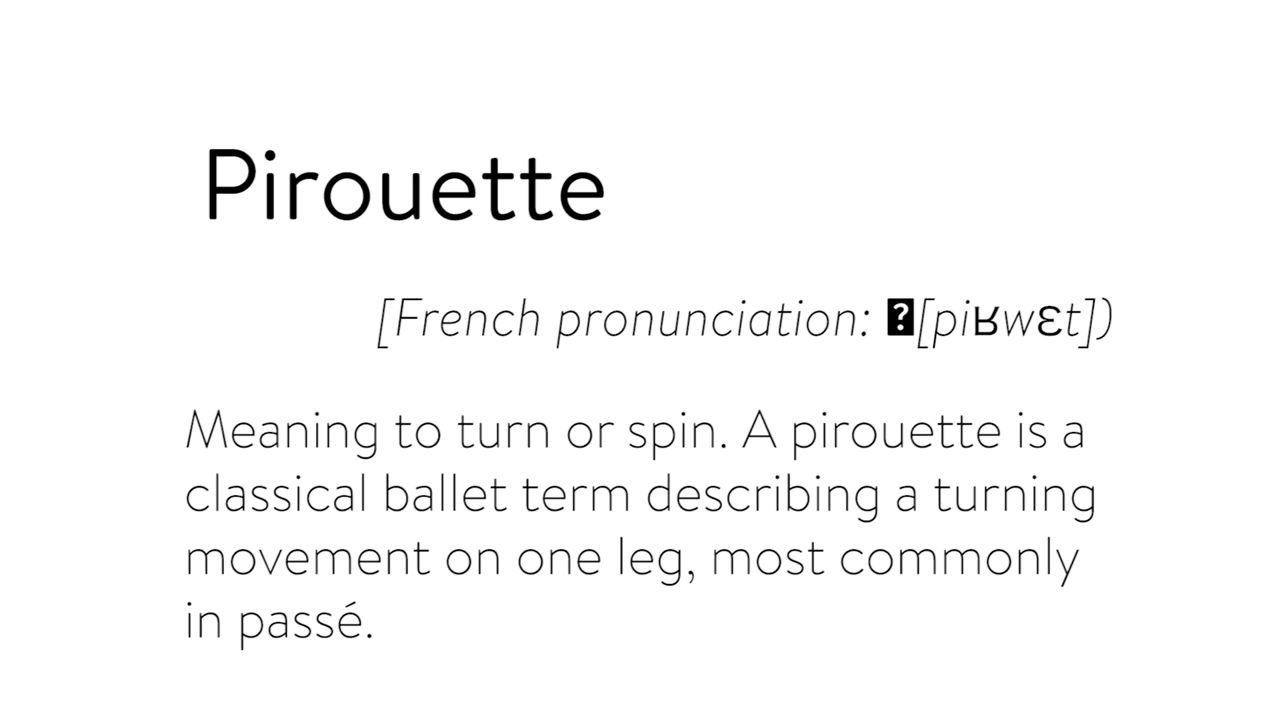 Pirouette
[French pronunciation: �[piʁwɛt])
Meaning to turn or spin. A pirouette is a
classical ballet term describing a turning
movement on one leg, most commonly
in passé.